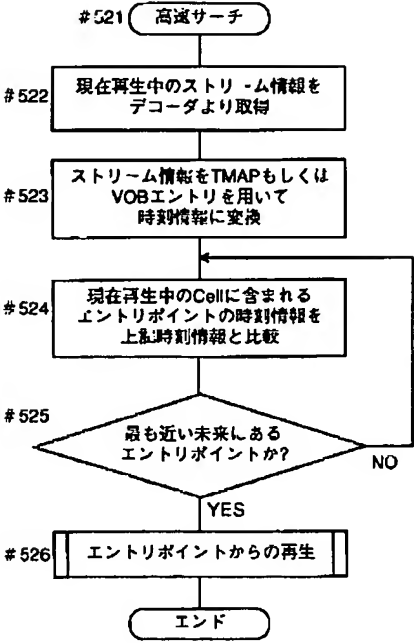 #521 高速サーチ
#522 現在再生中のストリーム情報を
デコーダより取得
#523 ストリーム情報をTMAPもしくは
VOBエントリを用いて
時刻情報に変換
#524 現在再生中のCellに含まれる
エントリポイントの時刻情報を
上記時刻情報と比較
#525
最も近い未来にある
エントリポイントか?
NO
YES
#526 エントリポイントからの再生
エンド